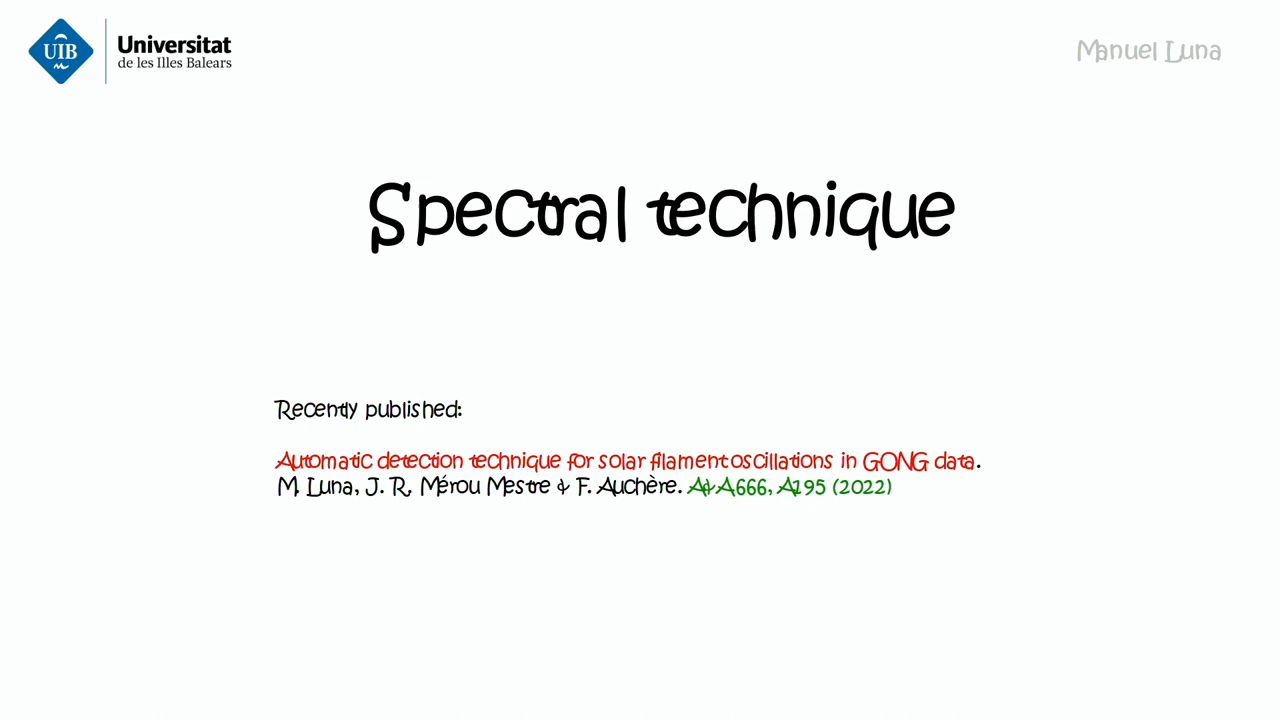 UIB
Universitat
de les Illes Balears
Manuel Luna
Spectral technique
Recently published:
Automatic detection technique for solar filament oscillations in GONG data.
M. Luna, J. R. Mérou Mestre & F. Auchère. A&A 666, A195 (2022)